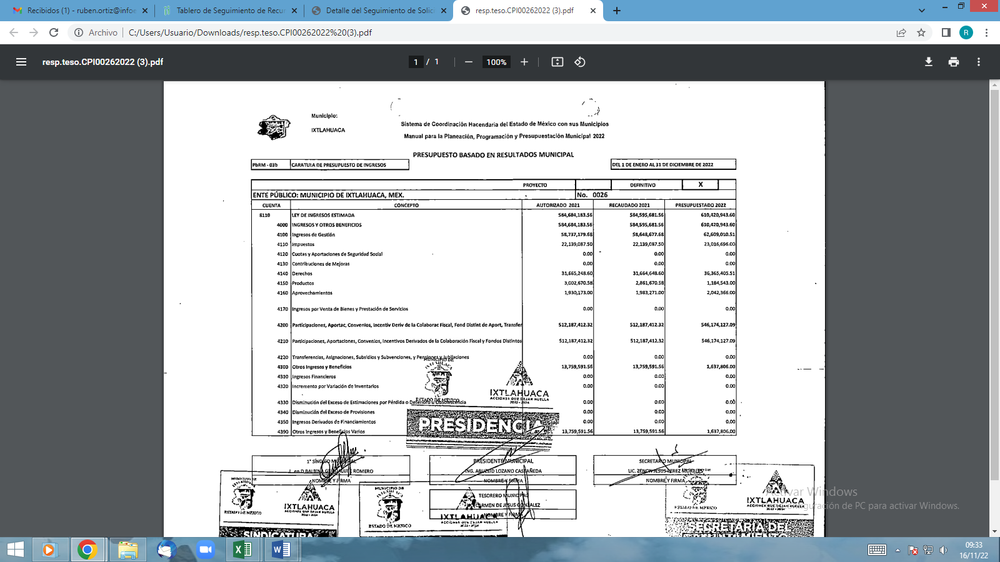 Recibidos (1) - ruben.ortiz@infoe
Tablero de Seguimiento de Recur
Detalle del Seguimiento de Solici
resp.teso.CPI00262022 (3).pdf
Archivo
C:/Users/Usuario/Downloads/resp.teso.CPI00262022%20(3).pdf
R
resp.teso.CPI00262022 (3).pdf
1 / 1
100%
Municipio:
IXTLAHUACA
Sistema de Coordinación Hacendaria del Estado de México con sus Municipios
Manual para la Planeación, Programación y Presupuestación Municipal 2022
PRESUPUESTO BASADO EN RESULTADOS MUNICIPAL
PbRM - 03b CARATULA DE PRESUPUESTO DE INGRESOS DEL 1 DE ENERO AL 31 DE DICIEMBRE DE 2022
PROYECTO DEFINITIVO X
ENTE PÚBLICO: MUNICIPIO DE IXTLAHUACA, MEX. No. 0026
CUENTA CONCEPTO AUTORIZADO 2021 RECAUDADO 2021 PRESUPUESTADO 2022
8110 LEY DE INGRESOS ESTIMADA 584,684,183.56 584,595,681.56 610,420,943.60
4000 INGRESOS Y OTROS BENEFICIOS 584,684,183.56 584,595,681.56 610,420,943.60
4100 Ingresos de Gestión 58,737,179.68 58,648,677.68 62,609,010.51
4110 Impuestos 22,139,087.50 22,139,087.50 23,016,696.00
4120 Cuotas y Aportaciones de Seguridad Social 0.00 0.00 0.00
4130 Contribuciones de Mejoras 0.00 0.00 0.00
4140 Derechos 31,665,248.60 31,664,648.60 36,365,405.51
4150 Productos 3,002,670.58 2,861,670.58 1,184,543.00
4160 Aprovechamientos 1,930,173.00 1,983,271.00 2,042,366.00
4170 Ingresos por Venta de Bienes y Prestación de Servicios 0.00 0.00 0.00
4200 Participaciones, Aportac, Convenios, Incentiv Deriv de la Colaborac Fiscal, Fond Distint de Aport, Transfer 512,187,412.32 512,187,412.32 546,174,127.09
4210 Participaciones, Aportaciones, Convenios, Incentivos Derivados de la Colaboración Fiscal y Fondos Distintos 512,187,412.32 512,187,412.32 546,174,127.09
4220 Transferencias, Asignaciones, Subsidios y Subvenciones, y Pensiones y Jubilaciones 0.00 0.00 0.00
4300 Otros Ingresos y Beneficios 13,759,591.56 13,759,591.56 1,637,806.00
4310 Ingresos Financieros 0.00 0.00 0.00
4320 Incremento por Variación de Inventarios 0.00 0.00 0.00
4330 Disminución del Exceso de Estimaciones por Pérdida o Deterioro u Obsolescencia 0.00 0.00 0.00
4340 Disminución del Exceso de Provisiones 0.00 0.00 0.00
4350 Ingresos Derivados de Financiamientos 0.00 0.00 0.00
4390 Otros Ingresos y Beneficios Varios 13,759,591.56 13,759,591.56 1,637,806.00
MUNICIPIO DE
IXTLAHUACA
ESTADO DE MÉXICO
IXTLAHUACA
ACCIONES QUE DEJAN HUELLA
2022 - 2024
PRESIDENCIA
1° SÍNDICO MUNICIPAL PRESIDENTE MUNICIPAL SECRETARIO MUNICIPAL
L. en D. BALBINA GUADALUPE ROMERO ING. ABUZEID LOZANO CASTAÑEDA LIC. ZENON JESUS PEREZ MORALES
NOMBRE Y FIRMA NOMBRE Y FIRMA NOMBRE Y FIRMA
TESORERO MUNICIPAL
CARMEN DE JESUS GONZALEZ
NOMBRE Y FIRMA
MUNICIPIO DE
ESTADO DE MÉXICO
IXTLAHUACA
ACCIONES QUE DEJAN HUELLA
2022 - 2024
SINDICATURA
MUNICIPIO DE
ESTADO DE MÉXICO
IXTLAHUACA
ACCIONES QUE DEJAN HUELLA
2022 - 2024
ESTADO DE MÉXICO
IXTLAHUACA
ACCIONES QUE DEJAN HUELLA
2022 - 2024
SECRETARÍA DEL
Activar Windows
configuración de PC para activar Windows.
09:33
16/11/22